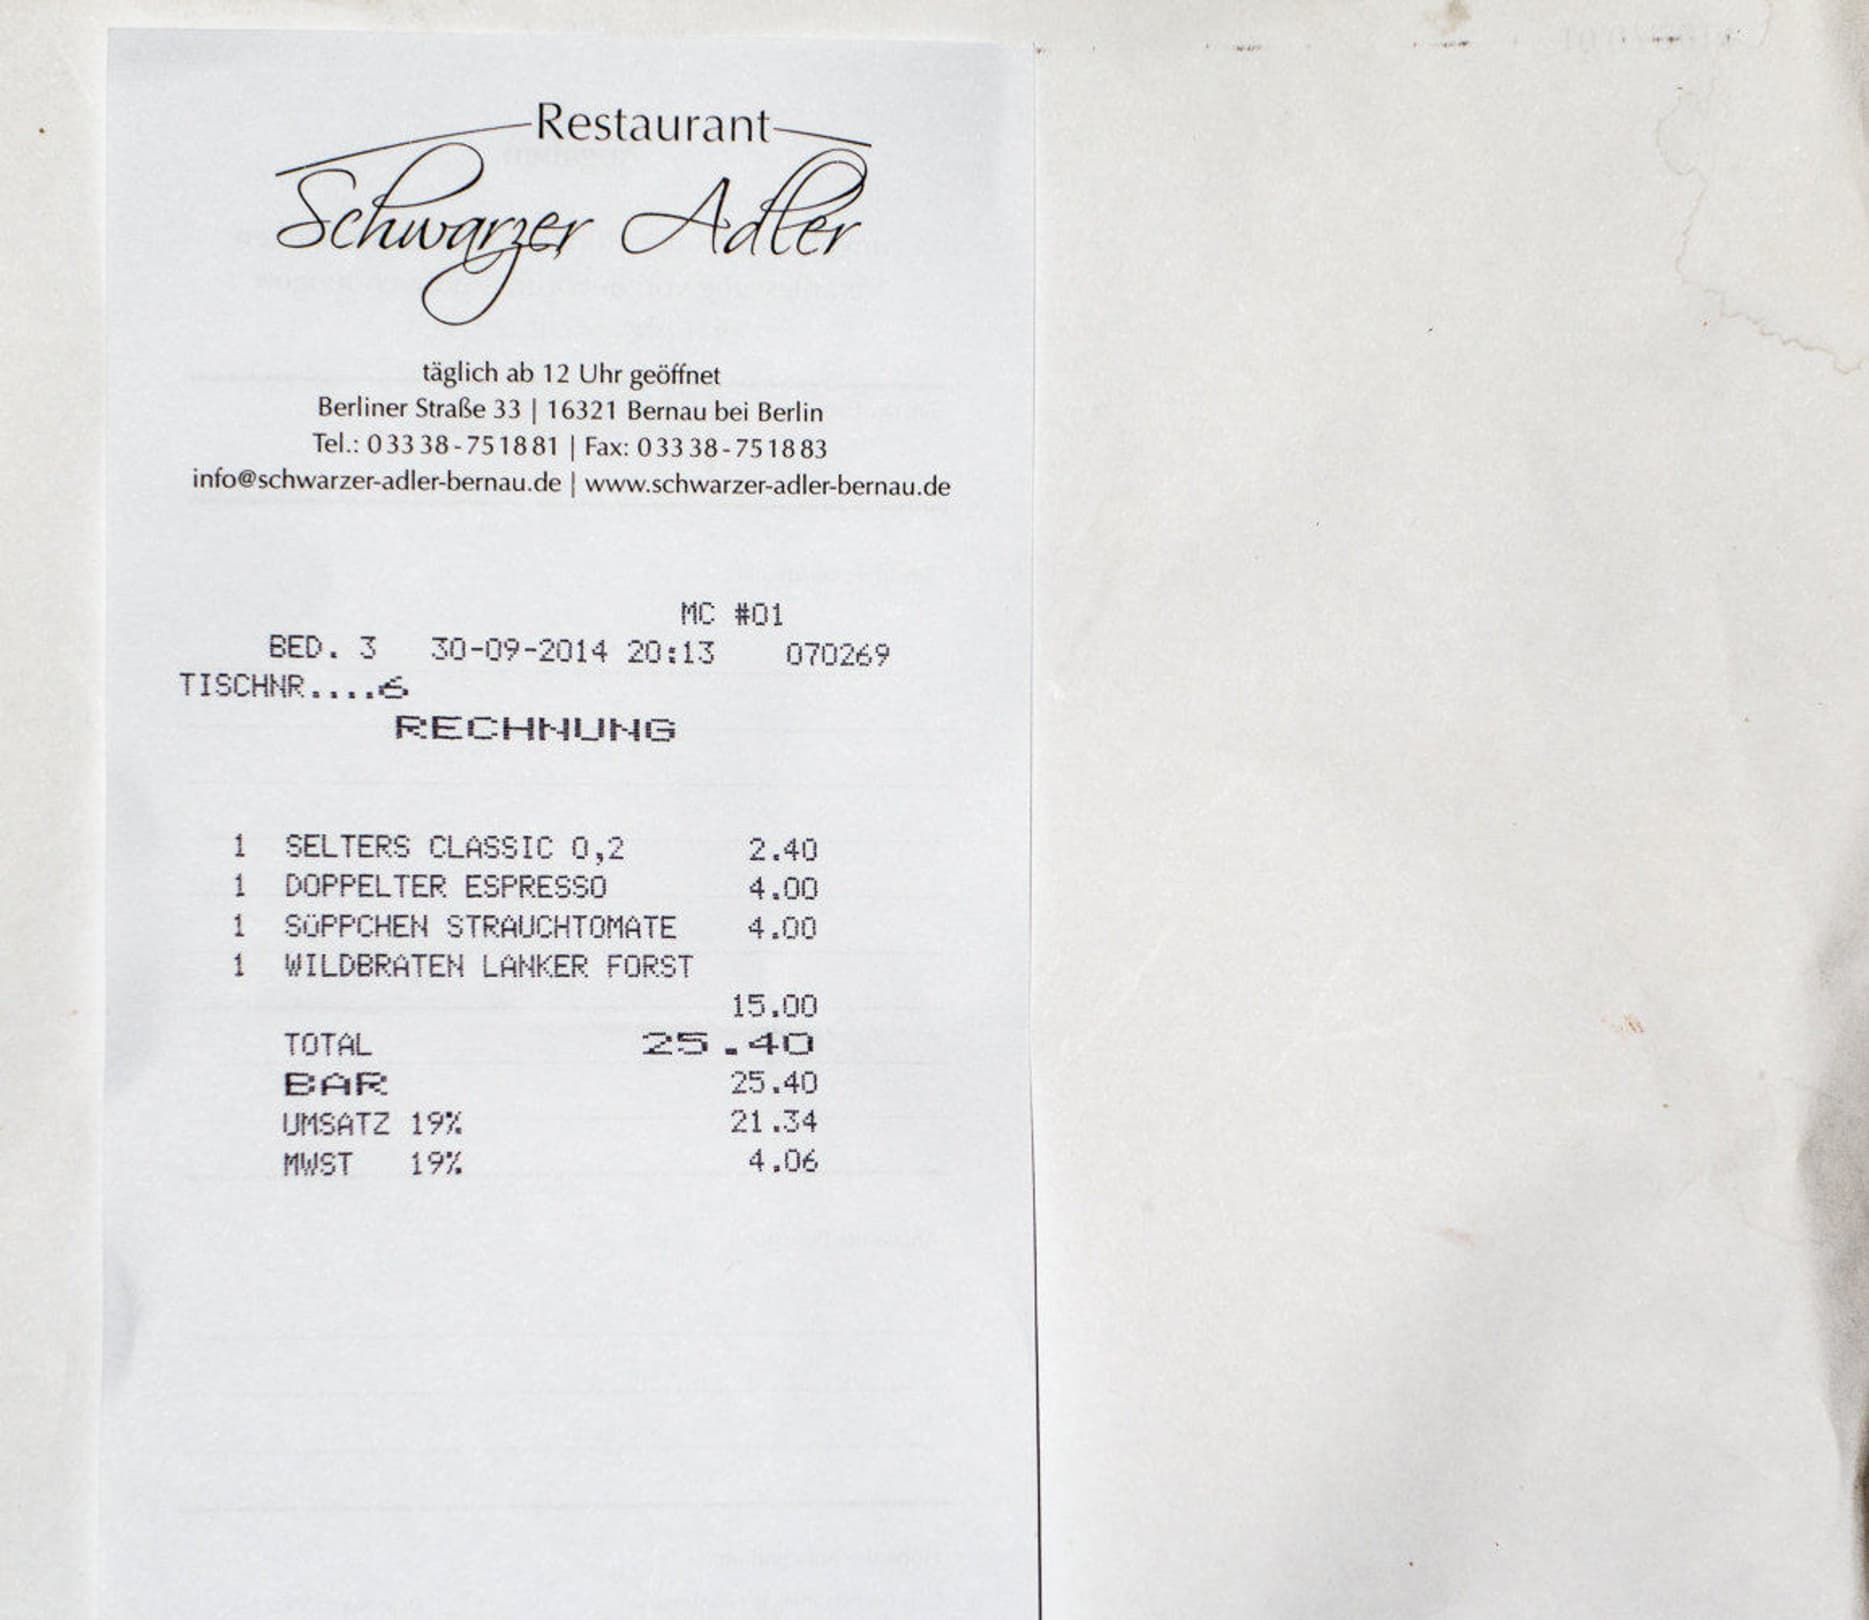 Restaurant
Schwarzer Adler
täglich ab 12 Uhr geöffnet
Berliner Straße 33 | 16321 Bernau bei Berlin
Tel.: 03338-751881 | Fax: 03338-751883
info@schwarzer-adler-bernau.de | www.schwarzer-adler-bernau.de
MC #01
BED. 3 30-09-2014 20:13 070269
TISCHNR....6
RECHNUNG
1 SELTERS CLASSIC 0,2 2.40
1 DOPPELTER ESPRESSO 4.00
1 SüPPCHEN STRAUCHTOMATE 4.00
1 WILDBRATEN LANKER FORST
15.00
TOTAL 25.40
BAR 25.40
UMSATZ 19% 21.34
MWST 19% 4.06